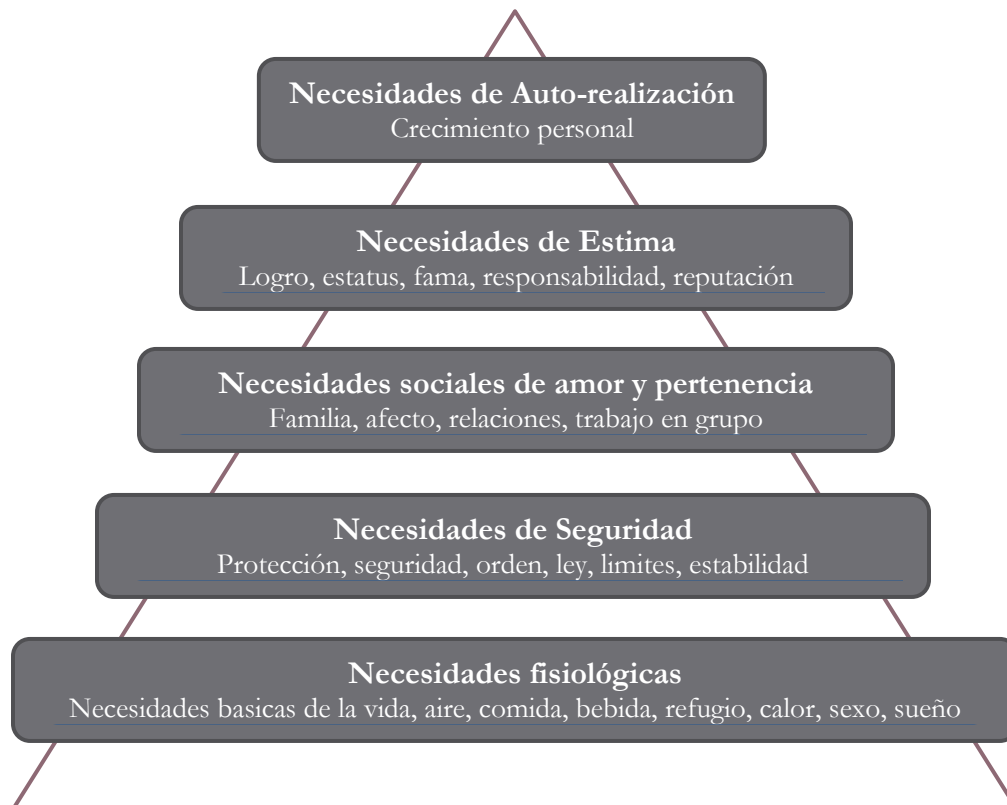 Necesidades de Auto-realización
Crecimiento personal
Necesidades de Estima
Logro, estatus, fama, responsabilidad, reputación
Necesidades sociales de amor y pertenencia
Familia, afecto, relaciones, trabajo en grupo
Necesidades de Seguridad
Protección, seguridad, orden, ley, limites, estabilidad
Necesidades fisiológicas
Necesidades basicas de la vida, aire, comida, bebida, refugio, calor, sexo, sueño